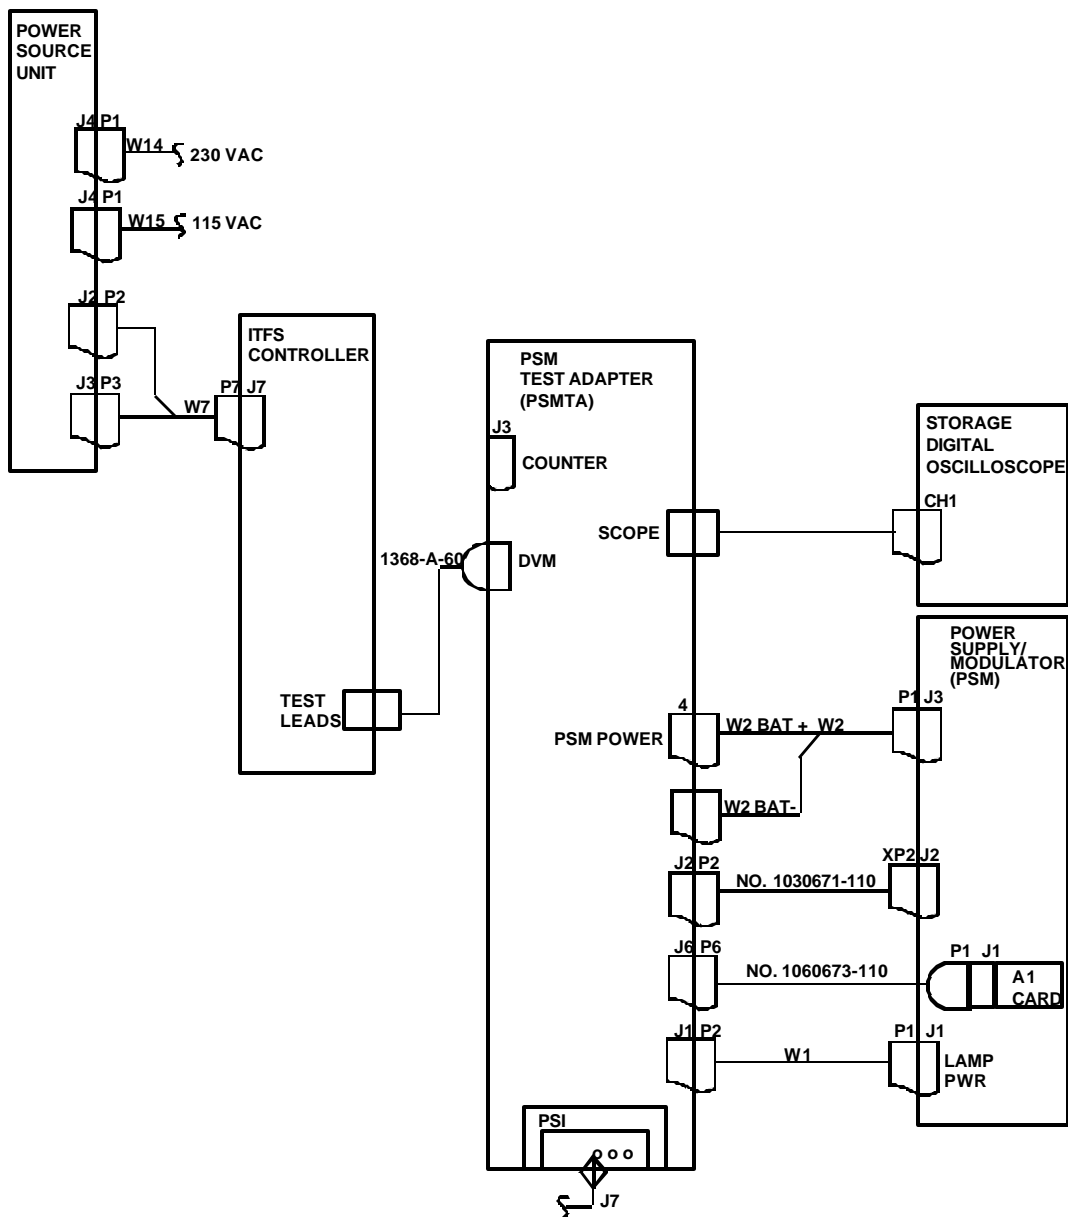 POWER
SOURCE
UNIT
J4 P1
W14
230 VAC
J4 P1
W15
115 VAC
J2 P2
J3 P3
W7
P7 J7
ITFS
CONTROLLER
TEST
LEADS
1368-A-60
PSM
TEST ADAPTER
(PSMTA)
J3
COUNTER
SCOPE
DVM
4
PSM POWER
W2 BAT + W2
W2 BAT-
J2 P2
NO. 1030671-110
J6 P6
NO. 1060673-110
J1 P2
W1
PSI
J7
STORAGE
DIGITAL
OSCILLOSCOPE
CH1
POWER
SUPPLY/
MODULATOR
(PSM)
P1 J3
XP2 J2
P1 J1
A1
CARD
P1 J1
LAMP
PWR